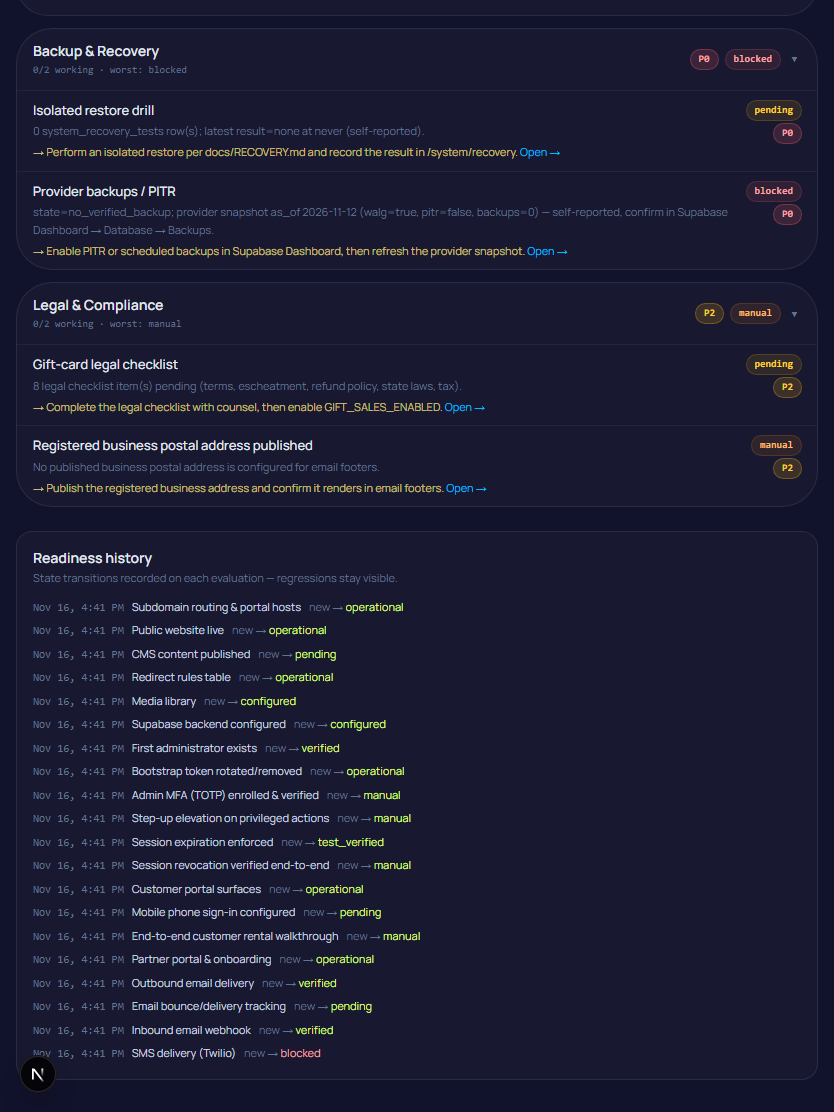 Backup & Recovery
P0 blocked ▼
0/2 working · worst: blocked
Isolated restore drill
pending
0 system_recovery_tests row(s); latest result=none at never (self-reported).
P0
→ Perform an isolated restore per docs/RECOVERY.md and record the result in /system/recovery. Open →
Provider backups / PITR
blocked
state=no_verified_backup; provider snapshot as_of 2026-11-12 (walg=true, pitr=false, backups=0) — self-reported, confirm in Supabase
P0
Dashboard → Database → Backups.
→ Enable PITR or scheduled backups in Supabase Dashboard, then refresh the provider snapshot. Open →
Legal & Compliance
P2 manual ▼
0/2 working · worst: manual
Gift-card legal checklist
pending
8 legal checklist item(s) pending (terms, escheatment, refund policy, state laws, tax).
P2
→ Complete the legal checklist with counsel, then enable GIFT_SALES_ENABLED. Open →
Registered business postal address published
manual
No published business postal address is configured for email footers.
P2
→ Publish the registered business address and confirm it renders in email footers. Open →
Readiness history
State transitions recorded on each evaluation — regressions stay visible.
Nov 16, 4:41 PM Subdomain routing & portal hosts new → operational
Nov 16, 4:41 PM Public website live new → operational
Nov 16, 4:41 PM CMS content published new → pending
Nov 16, 4:41 PM Redirect rules table new → operational
Nov 16, 4:41 PM Media library new → configured
Nov 16, 4:41 PM Supabase backend configured new → configured
Nov 16, 4:41 PM First administrator exists new → verified
Nov 16, 4:41 PM Bootstrap token rotated/removed new → operational
Nov 16, 4:41 PM Admin MFA (TOTP) enrolled & verified new → manual
Nov 16, 4:41 PM Step-up elevation on privileged actions new → manual
Nov 16, 4:41 PM Session expiration enforced new → test_verified
Nov 16, 4:41 PM Session revocation verified end-to-end new → manual
Nov 16, 4:41 PM Customer portal surfaces new → operational
Nov 16, 4:41 PM Mobile phone sign-in configured new → pending
Nov 16, 4:41 PM End-to-end customer rental walkthrough new → manual
Nov 16, 4:41 PM Partner portal & onboarding new → operational
Nov 16, 4:41 PM Outbound email delivery new → verified
Nov 16, 4:41 PM Email bounce/delivery tracking new → pending
Nov 16, 4:41 PM Inbound email webhook new → verified
Nov 16, 4:41 PM SMS delivery (Twilio) new → blocked
N